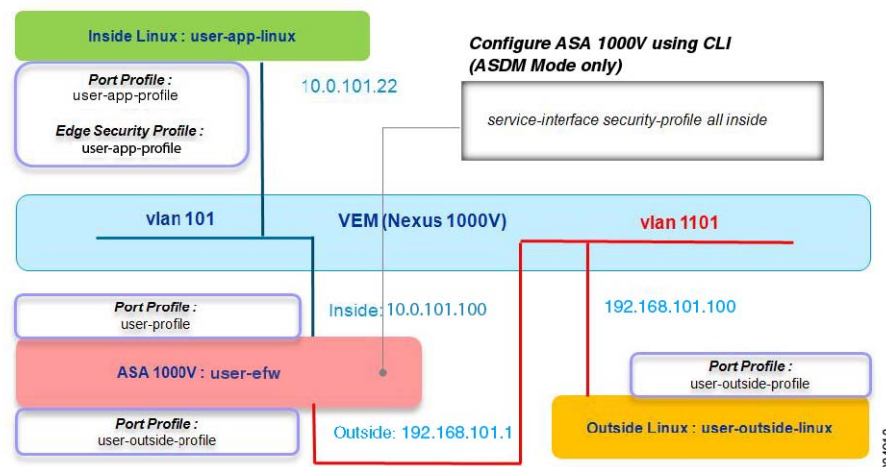 Inside Linux : user-app-linux
Port Profile :
user-app-profile
Edge Security Profile :
user-app-profile
10.0.101.22
Configure ASA 1000V using CLI
(ASDM Mode only)
service-interface security-profile all inside
vlan 101
VEM (Nexus 1000V)
vlan 1101
Port Profile :
user-profile
Inside: 10.0.101.100
192.168.101.100
ASA 1000V : user-efw
Port Profile :
user-outside-profile
Port Profile :
user-outside-profile
Outside: 192.168.101.1
Outside Linux : user-outside-linux